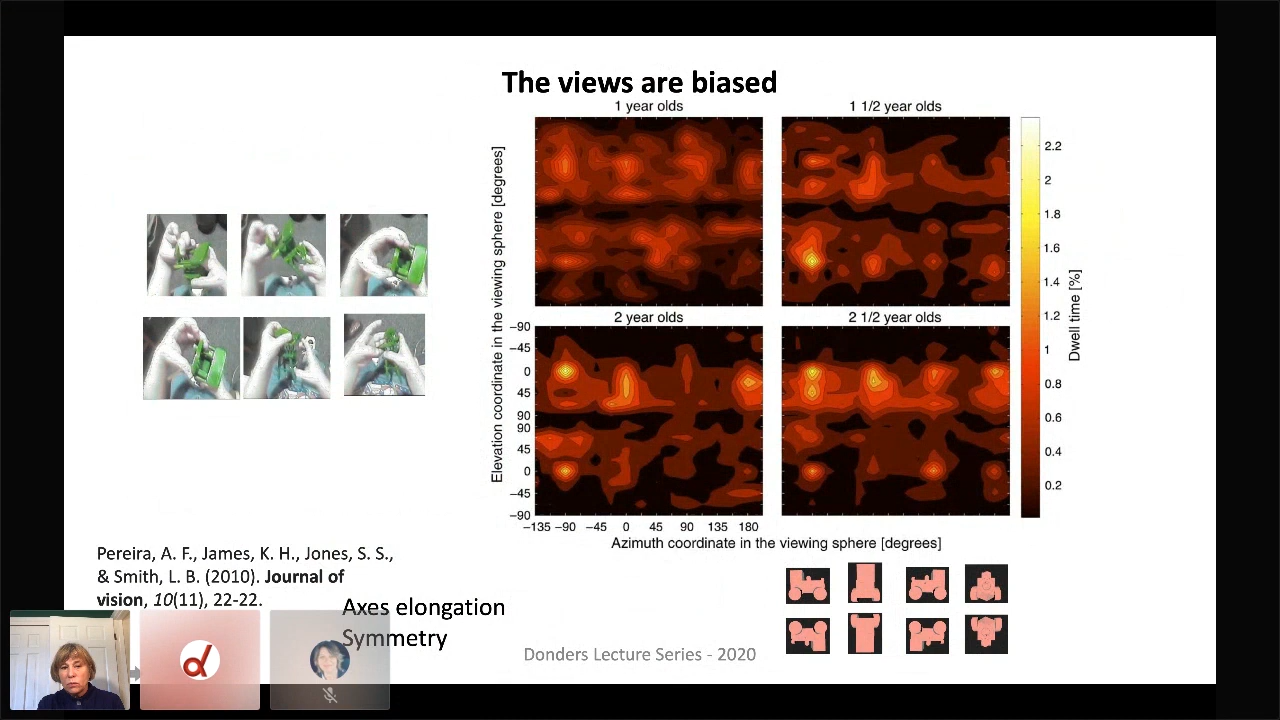 The views are biased
1 year olds
1 1/2 year olds
Elevation coordinate in the viewing sphere [degrees]
2.2
2
1.8
1.6
1.4
1.2
1
0.8
0.6
0.4
0.2
Dwell time [%]
2 year olds
2 1/2 year olds
−90
−45
0
45
90
90
45
0
−45
−90
−135 −90 −45 0 45 90 135 180
Azimuth coordinate in the viewing sphere [degrees]
Pereira, A. F., James, K. H., Jones, S. S.,
& Smith, L. B. (2010). Journal of
vision, 10(11), 22-22.
Axes elongation
Symmetry
Donders Lecture Series - 2020
d